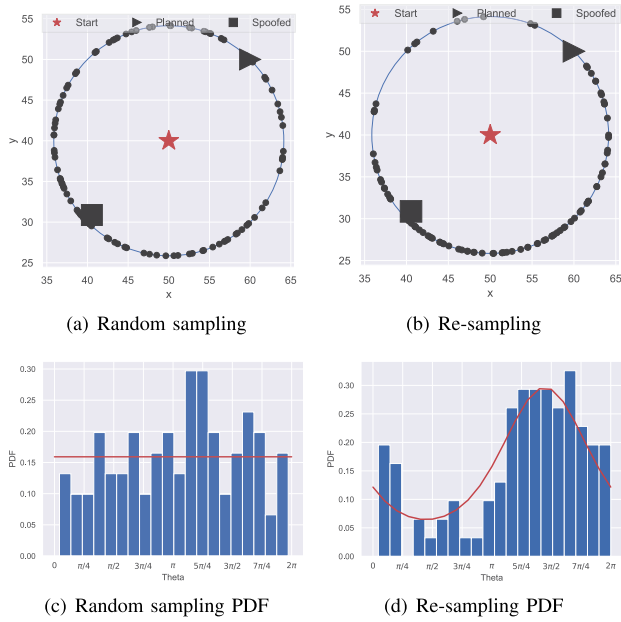 Start Planned Spoofed
55
50
45
40
35
30
25
y
35 40 45 50 55 60 65
x
(a) Random sampling
Start Planned Spoofed
55
50
45
40
35
30
25
y
35 40 45 50 55 60 65
x
(b) Re-sampling
0.30
0.25
0.20
0.15
0.10
0.05
0.00
PDF
0 π/4 π/2 3π/4 π 5π/4 3π/2 7π/4 2π
Theta
(c) Random sampling PDF
0.30
0.25
0.20
0.15
0.10
0.05
0.00
PDF
0 π/4 π/2 3π/4 π 5π/4 3π/2 7π/4 2π
Theta
(d) Re-sampling PDF